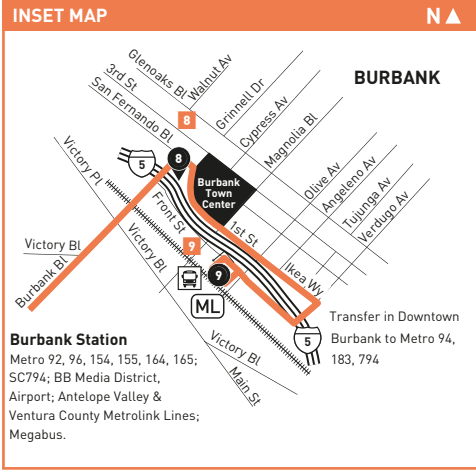 INSET MAP
N
BURBANK
Glenoaks Bl
Walnut Av
3rd St
San Fernando Bl
Grinnell Dr
Cypress Av
Magnolia Bl
8
8
5
Burbank
Town
Center
Victory Pl
Olive Av
Angeleno Av
Tujunga Av
Verdugo Av
Front St
1st St
Victory Bl
Victory Bl
Burbank Bl
9
9
Ikea Wy
ML
5
Victory Bl
Main St
Transfer in Downtown
Burbank to Metro 94,
183, 794
Burbank Station
Metro 92, 96, 154, 155, 164, 165;
SC794; BB Media District,
Airport; Antelope Valley &
Ventura County Metrolink Lines;
Megabus.